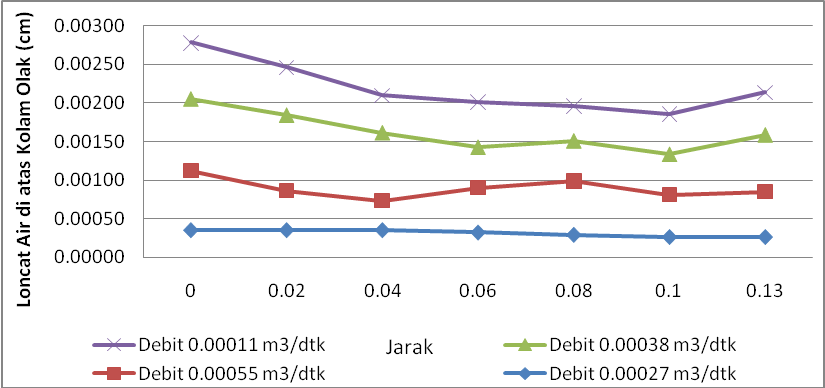 Loncat Air di atas Kolam Olak (cm)
0.00300
0.00250
0.00200
0.00150
0.00100
0.00050
0.00000
0 0.02 0.04 0.06 0.08 0.1 0.13
Jarak
Debit 0.00011 m3/dtk
Debit 0.00038 m3/dtk
Debit 0.00055 m3/dtk
Debit 0.00027 m3/dtk